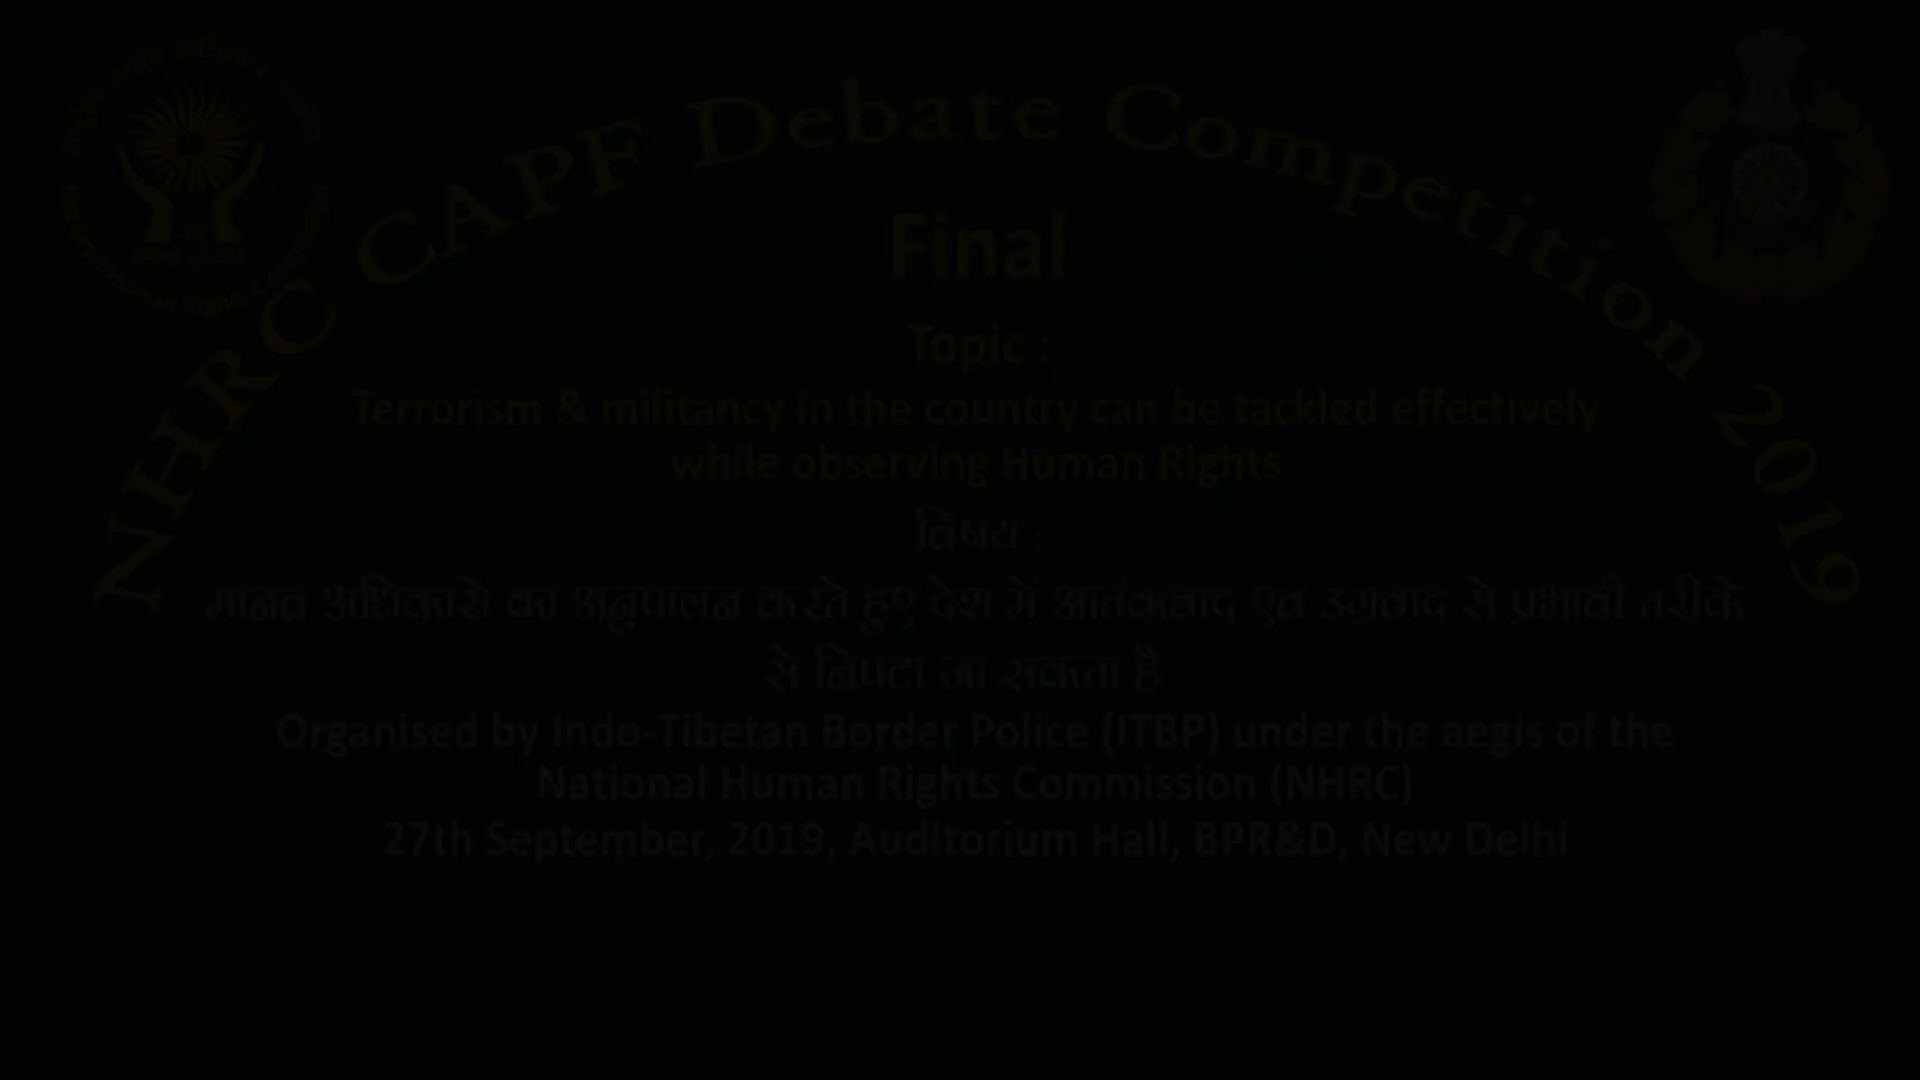 NHRC CAPF Debate Competition 2019
Final
Topic :
Terrorism & militancy in the country can be tackled effectively
while observing Human Rights
विषय :
मानव अधिकारों का अनुपालन करते हुए देश में आतंकवाद एवं उग्रवाद से प्रभावी तरीके
से निपटा जा सकता है
Organised by Indo-Tibetan Border Police (ITBP) under the aegis of the
National Human Rights Commission (NHRC)
27th September, 2019, Auditorium Hall, BPR&D, New Delhi